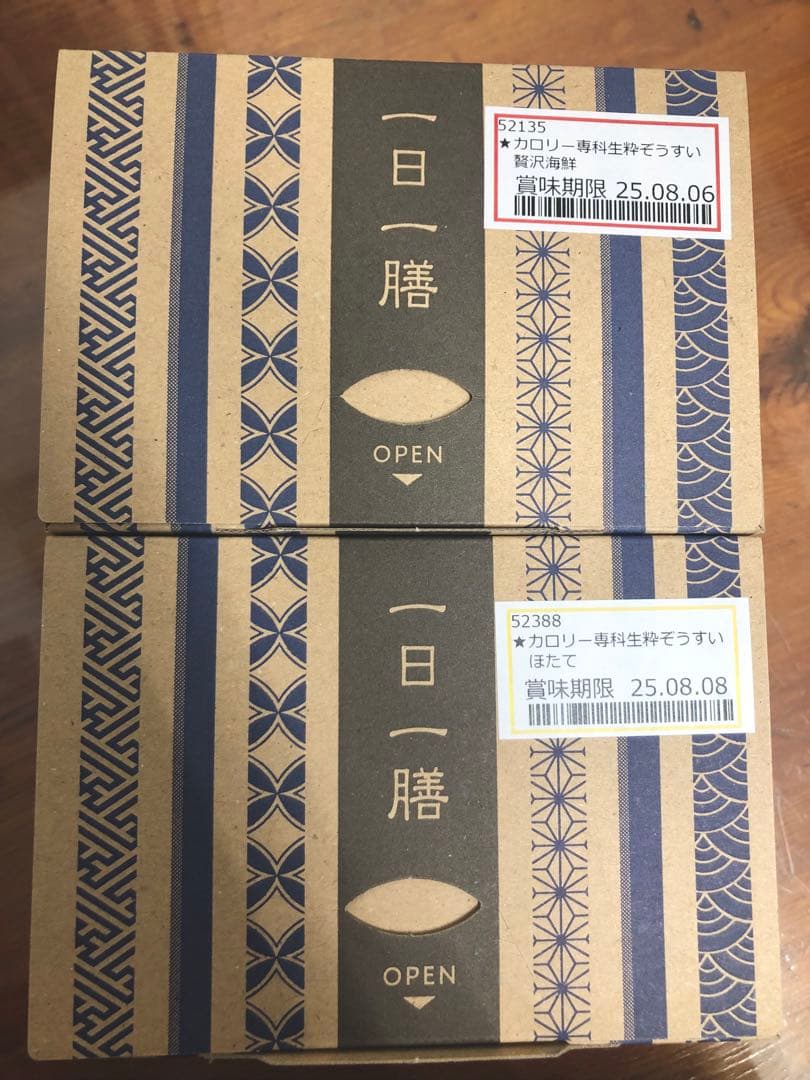 一日一膳
OPEN
52135
★カロリー専科生粋ぞうすい
贅沢海鮮
賞味期限 25.08.06
一日一膳
OPEN
52388
★カロリー専科生粋ぞうすい
ほたて
賞味期限 25.08.08